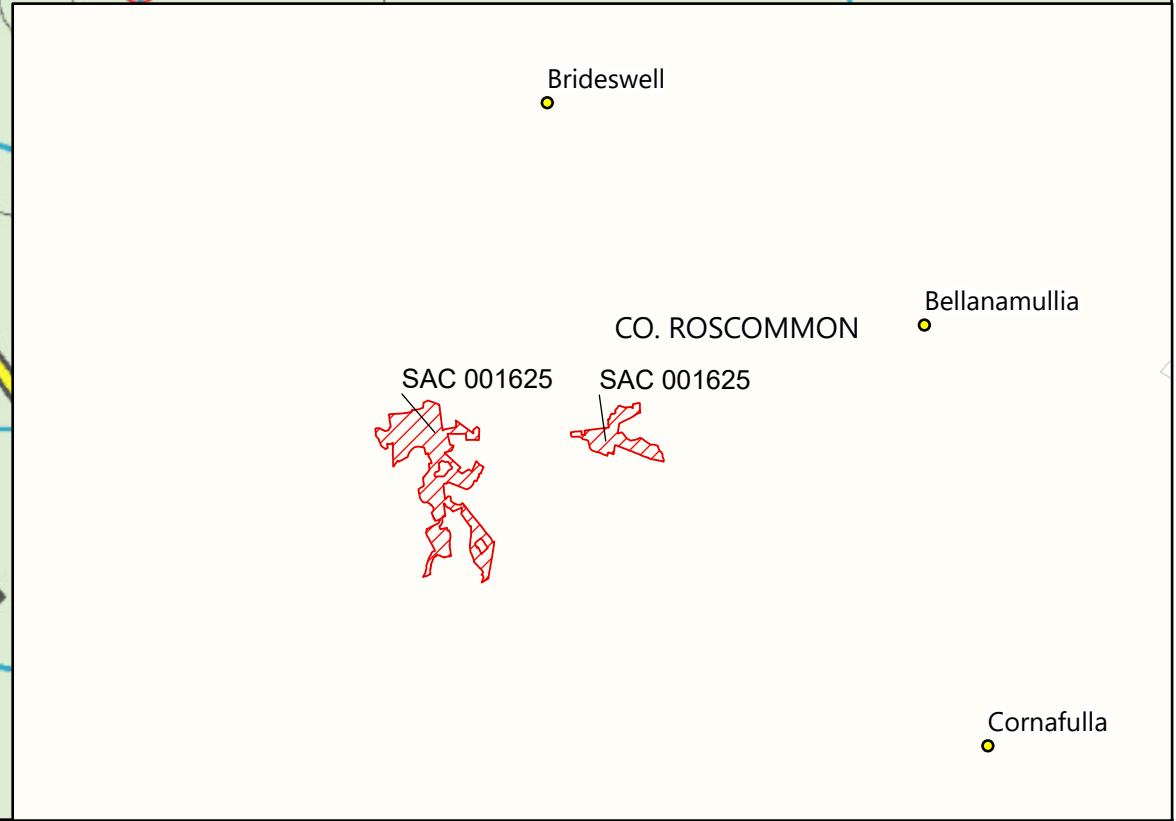 Brideswell
Bellanamullia
CO. ROSCOMMON
SAC 001625
SAC 001625
Cornafulla